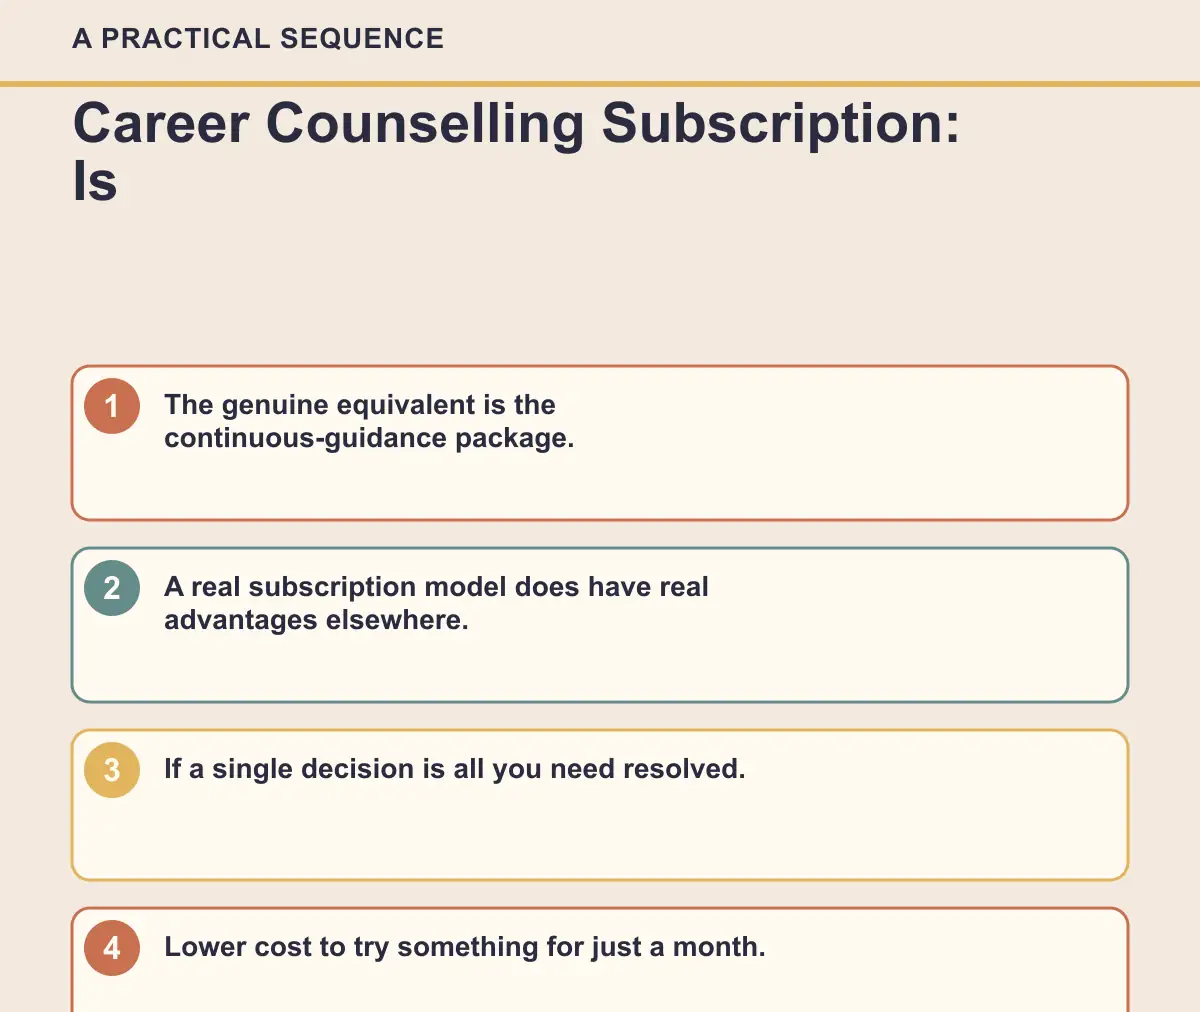 A PRACTICAL SEQUENCE
Career Counselling Subscription:
Is
1
The genuine equivalent is the
continuous-guidance package.
2
A real subscription model does have real
advantages elsewhere.
3
If a single decision is all you need resolved.
4
Lower cost to try something for just a month.